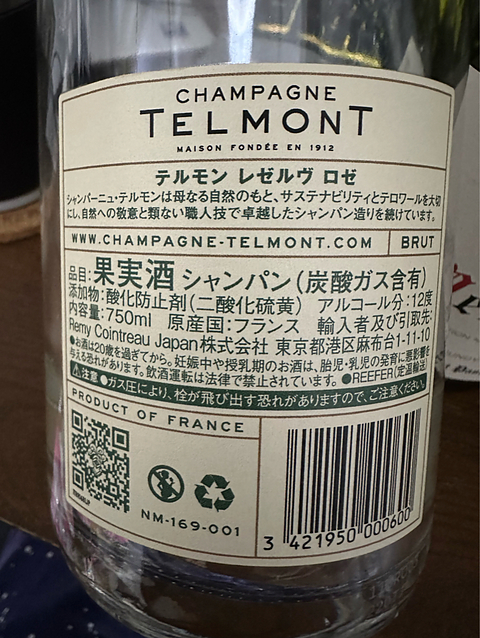 CHAMPAGNE
TELMONT
MAISON FONDÉE EN 1912
テルモン レゼルヴ ロゼ
シャンパーニュ・テルモンは母なる自然のもと、サステナビリティとテロワールを大切
にし、自然への敬意と類ない職人技で卓越したシャンパン造りを続けています。
WWW.CHAMPAGNE-TELMONT.COM BRUT
品目:果実酒 シャンパン(炭酸ガス含有)
添加物:酸化防止剤(二酸化硫黄) アルコール分:12度
内容量:750ml 原産国:フランス 輸入者及び引取先:
Remy Cointreau Japan株式会社 東京都港区麻布台1-11-10
●お酒は20歳を過ぎてから。妊娠中や授乳期のお酒は、胎児・乳児の発育に悪影響を
与える恐れがあります。飲酒運転は法律で禁止されています。●REEFER(定温輸送)
⚠注意 ●ガス圧により、栓が飛び出す恐れがありますので、ご注意ください。
PRODUCT OF FRANCE
NM-169-001
3 421950 000600